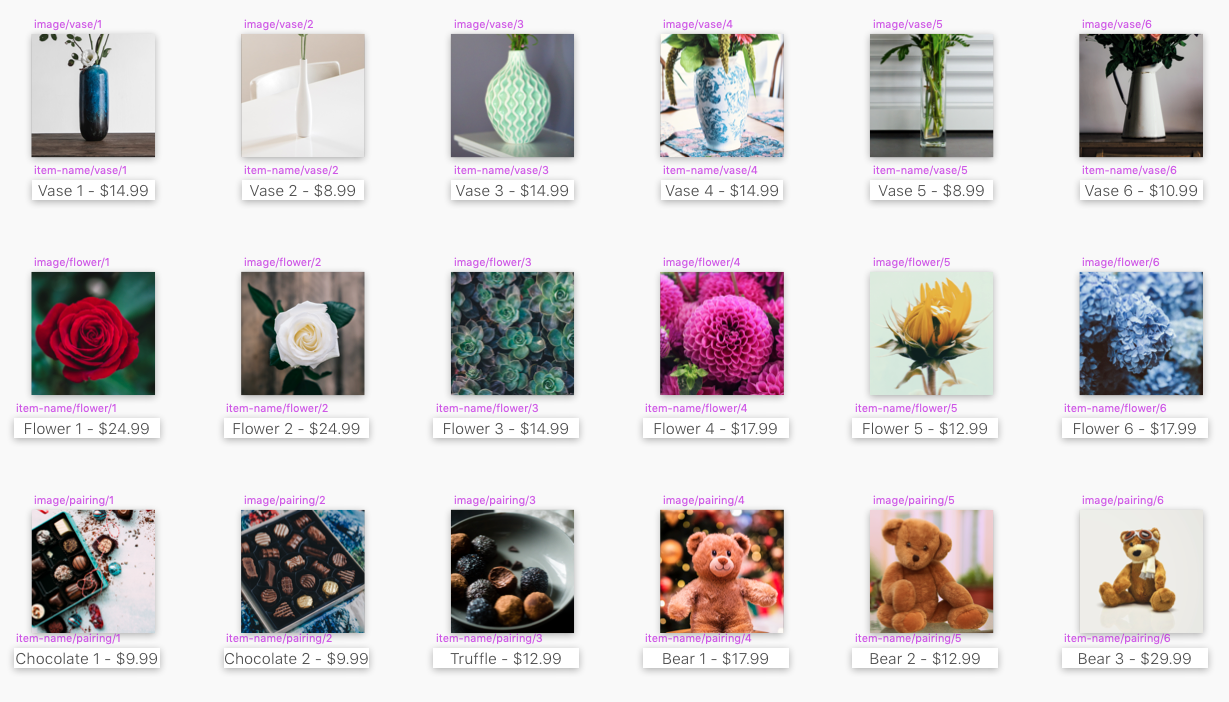 image/vase/1
image/vase/2
image/vase/3
image/vase/4
image/vase/5
image/vase/6
item-name/vase/1
item-name/vase/2
item-name/vase/3
item-name/vase/4
item-name/vase/5
item-name/vase/6
Vase 1 - $14.99
Vase 2 - $8.99
Vase 3 - $14.99
Vase 4 - $14.99
Vase 5 - $8.99
Vase 6 - $10.99
image/flower/1
image/flower/2
image/flower/3
image/flower/4
image/flower/5
image/flower/6
item-name/flower/1
item-name/flower/2
item-name/flower/3
item-name/flower/4
item-name/flower/5
item-name/flower/6
Flower 1 - $24.99
Flower 2 - $24.99
Flower 3 - $14.99
Flower 4 - $17.99
Flower 5 - $12.99
Flower 6 - $17.99
image/pairing/1
image/pairing/2
image/pairing/3
image/pairing/4
image/pairing/5
image/pairing/6
item-name/pairing/1
item-name/pairing/2
item-name/pairing/3
item-name/pairing/4
item-name/pairing/5
item-name/pairing/6
Chocolate 1 - $9.99
Chocolate 2 - $9.99
Truffle - $12.99
Bear 1 - $17.99
Bear 2 - $12.99
Bear 3 - $29.99